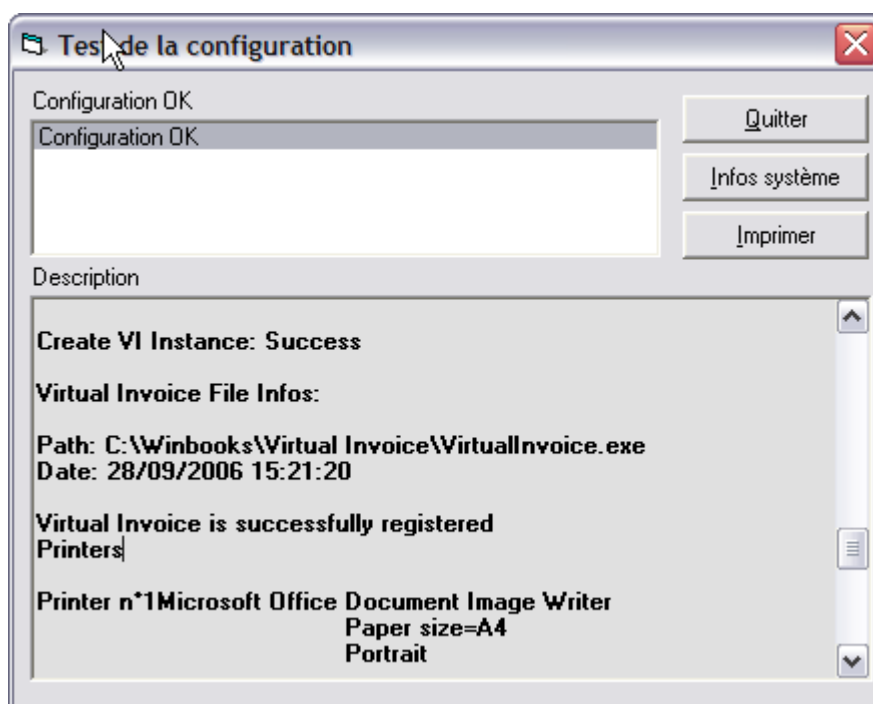 Test de la configuration
Configuration OK
Configuration OK
Quitter
Infos système
Imprimer
Description
Create VI Instance: Success
Virtual Invoice File Infos:
Path: C:\Winbooks\Virtual Invoice\VirtualInvoice.exe
Date: 28/09/2006 15:21:20
Virtual Invoice is successfully registered
Printers
Printer n°1Microsoft Office Document Image Writer
Paper size=A4
Portrait